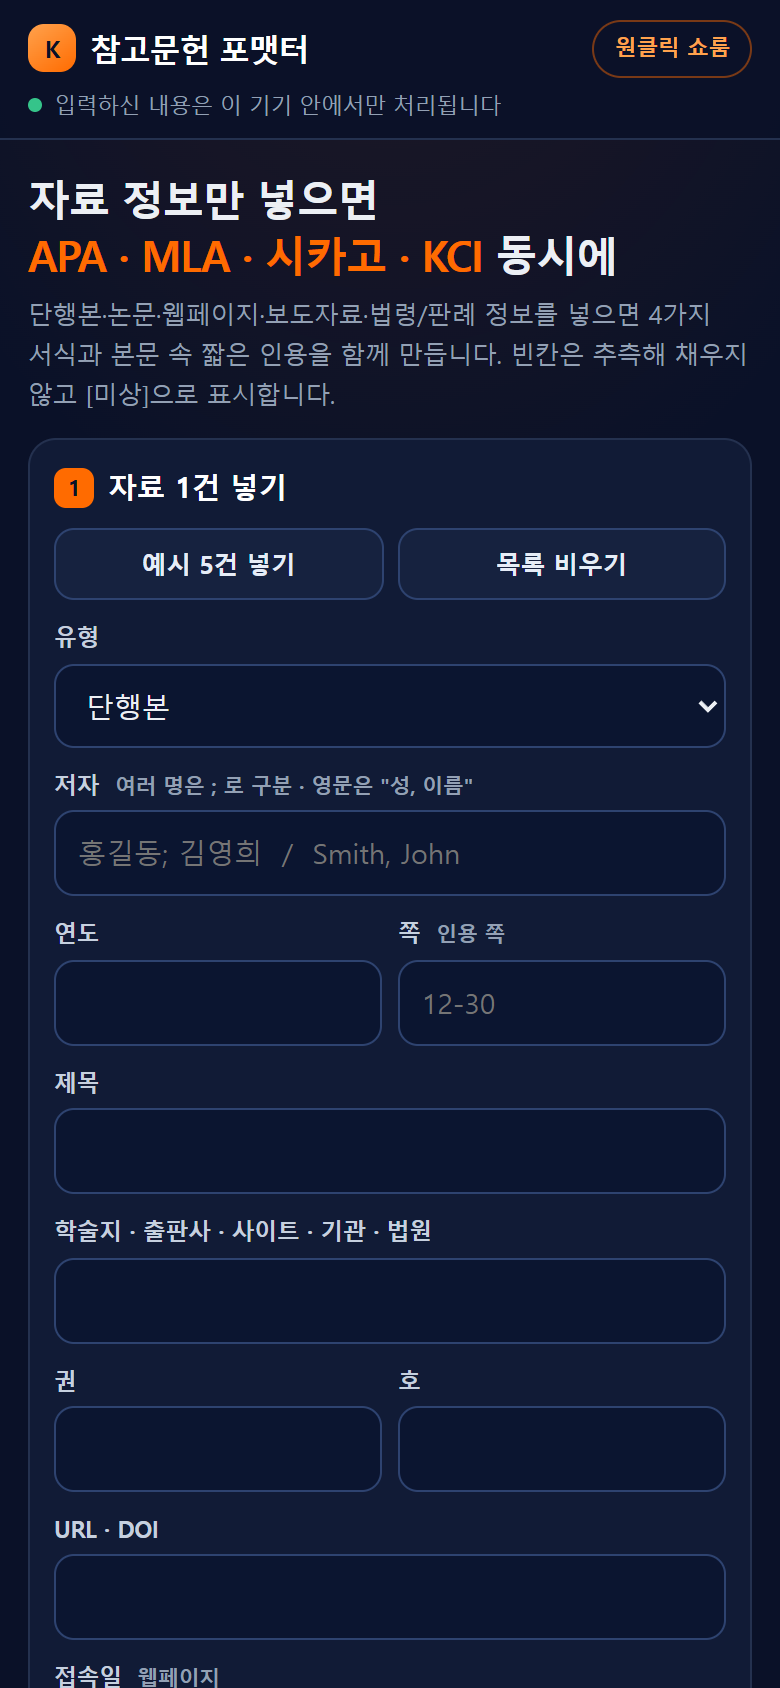 K 참고문헌 포맷터
원클릭 쇼룸
입력하신 내용은 이 기기 안에서만 처리됩니다
자료 정보만 넣으면
APA · MLA · 시카고 · KCI 동시에
단행본·논문·웹페이지·보도자료·법령/판례 정보를 넣으면 4가지
서식과 본문 속 짧은 인용을 함께 만듭니다. 빈칸은 추측해 채우지
않고 [미상]으로 표시합니다.
1 자료 1건 넣기
예시 5건 넣기 목록 비우기
유형
단행본
저자 여러 명은 ; 로 구분 · 영문은 "성, 이름"
홍길동; 김영희 / Smith, John
연도 쪽 인용 쪽
12-30
제목
학술지 · 출판사 · 사이트 · 기관 · 법원
권 호
URL · DOI
접속일 웹페이지